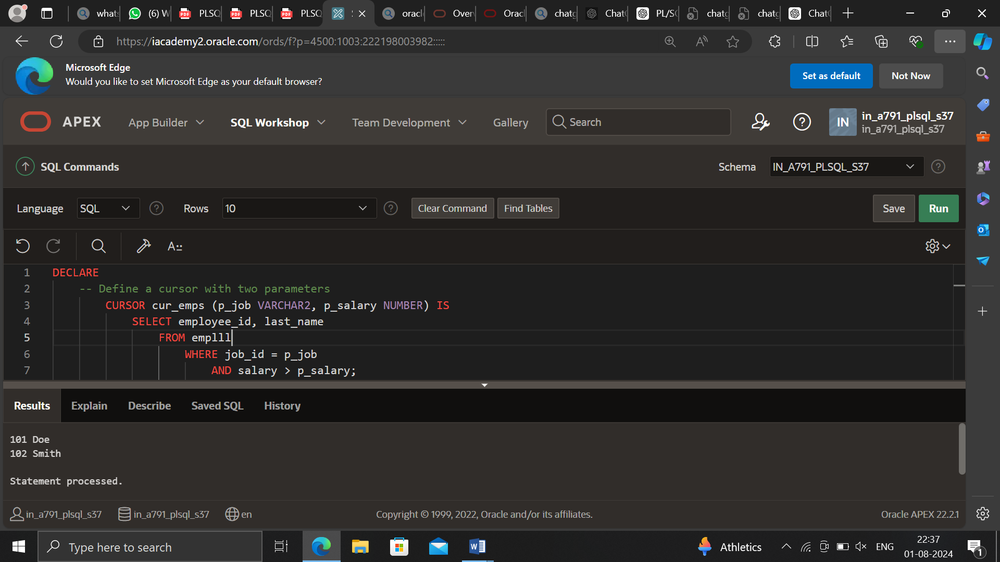 whats
(6) W
PLSQ
PLSQ
PLSQ
oracl
Over
Orac
chatg
Chat
PL/S
chatg
chatg
Chat
https://iacademy2.oracle.com/ords/f?p=4500:1003:222198003982:::::
Microsoft Edge
Would you like to set Microsoft Edge as your default browser?
Set as default
Not Now
APEX
App Builder
SQL Workshop
Team Development
Gallery
Search
IN
in_a791_plsql_s37
in_a791_plsql_s37
SQL Commands
Schema
IN_A791_PLSQL_S37
Language
SQL
Rows
10
Clear Command
Find Tables
Save
Run
1 DECLARE
2 -- Define a cursor with two parameters
3 CURSOR cur_emps (p_job VARCHAR2, p_salary NUMBER) IS
4 SELECT employee_id, last_name
5 FROM emplll
6 WHERE job_id = p_job
7 AND salary > p_salary;
Results
Explain
Describe
Saved SQL
History
101 Doe
102 Smith
Statement processed.
in_a791_plsql_s37
in_a791_plsql_s37
en
Copyright © 1999, 2022, Oracle and/or its affiliates.
Oracle APEX 22.2.1
Type here to search
Athletics
ENG
22:37
01-08-2024
1